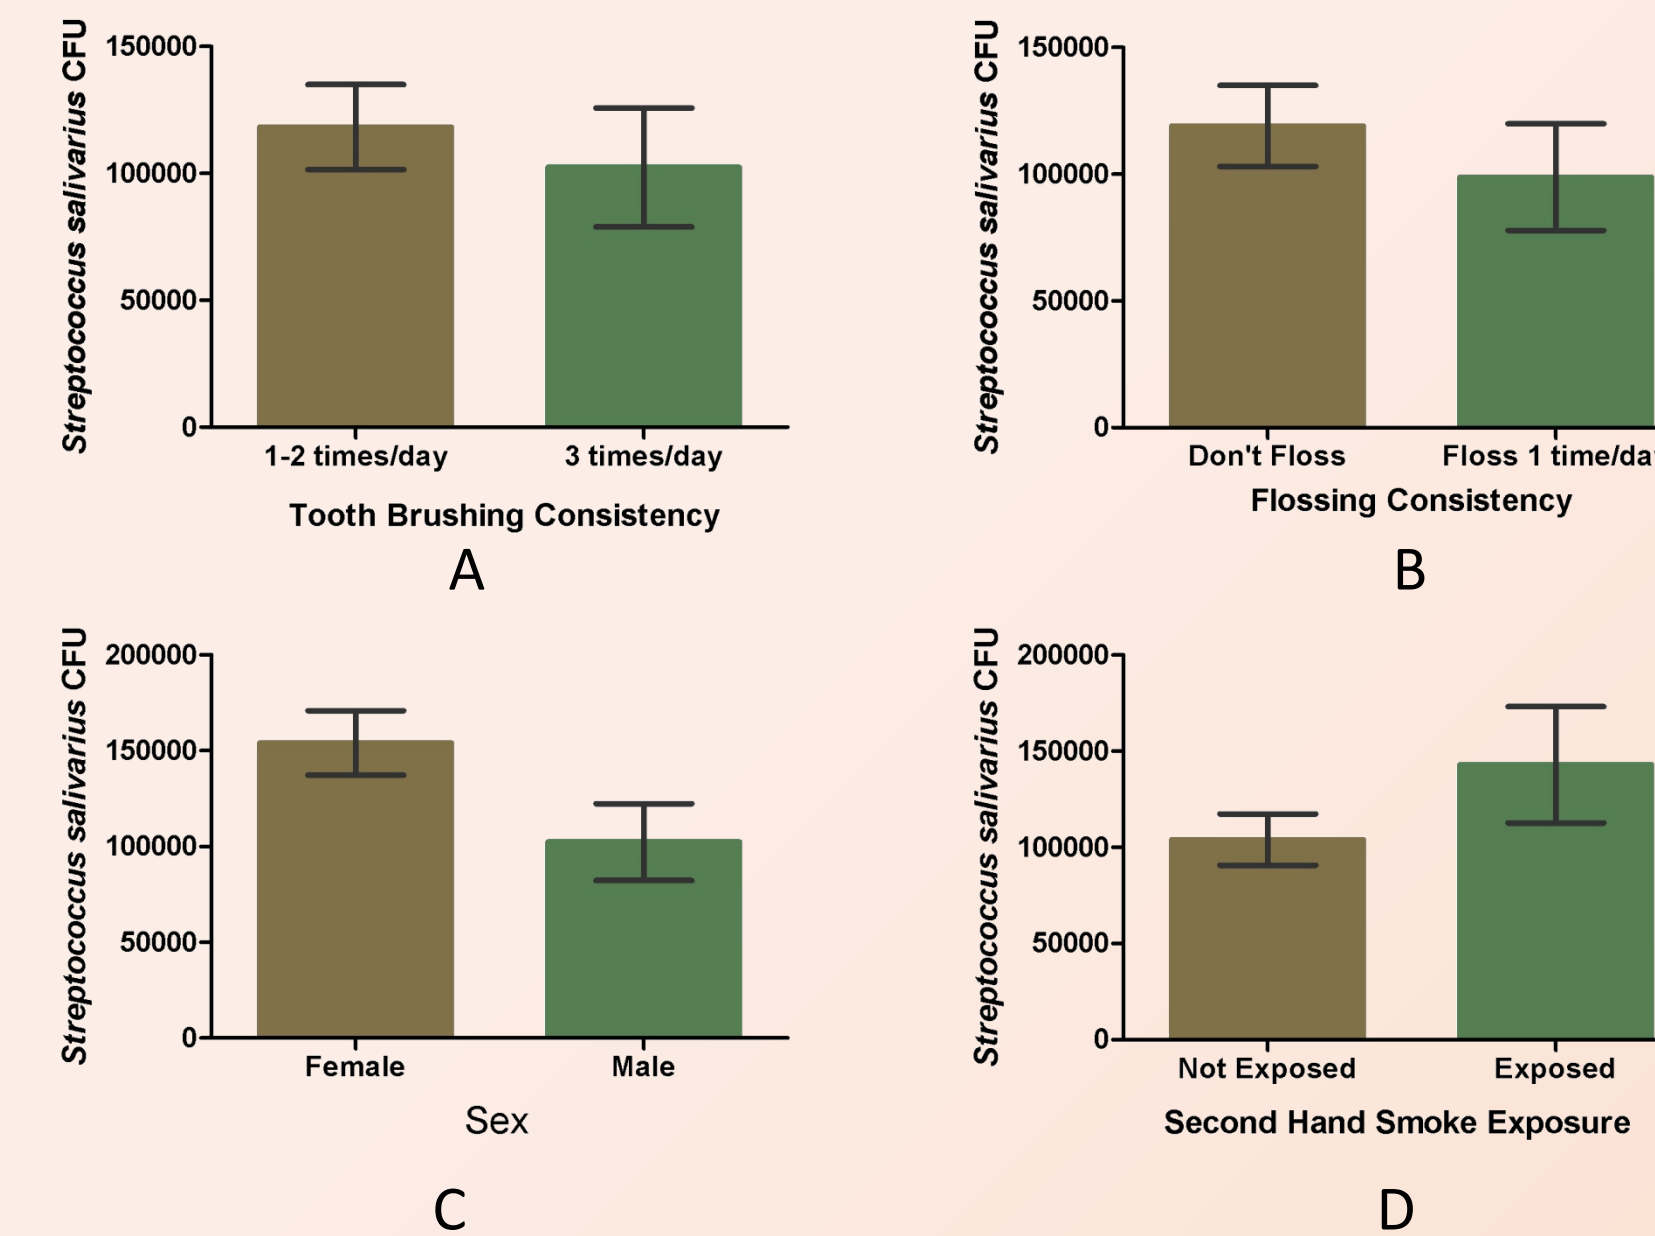 Streptococcus salivarius CFU
150000
100000
50000
0
1-2 times/day
3 times/day
Tooth Brushing Consistency
A
Streptococcus salivarius CFU
150000
100000
50000
0
Don't Floss
Floss 1 time/da
Flossing Consistency
B
Streptococcus salivarius CFU
200000
150000
100000
50000
0
Female
Male
Sex
C
Streptococcus salivarius CFU
200000
150000
100000
50000
0
Not Exposed
Exposed
Second Hand Smoke Exposure
D